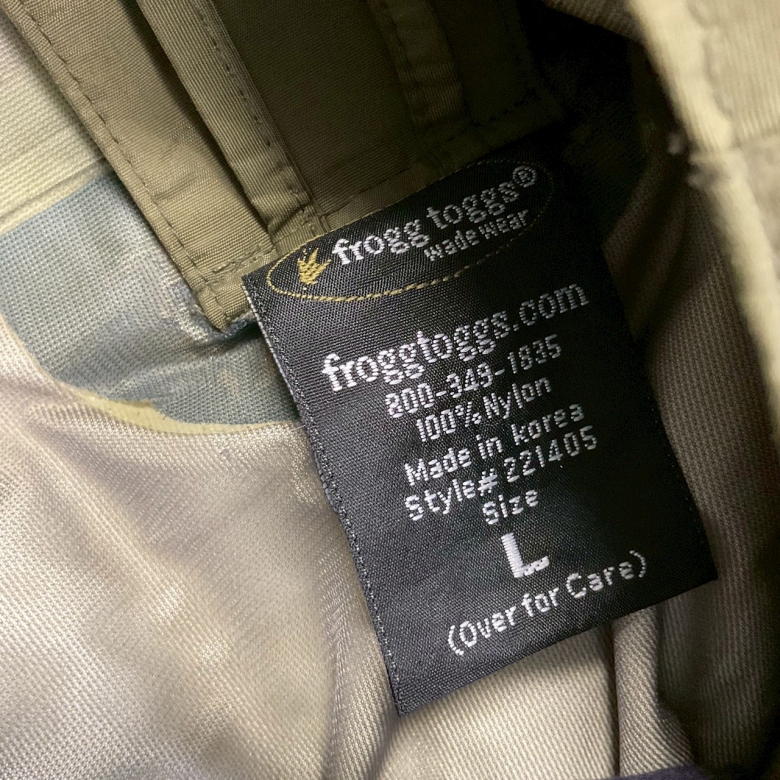 frogg toggs®
wade wear
froggtoggs.com
800-349-1835
100% Nylon
Made in korea
Style# 221405
Size
L
(Over for Care)